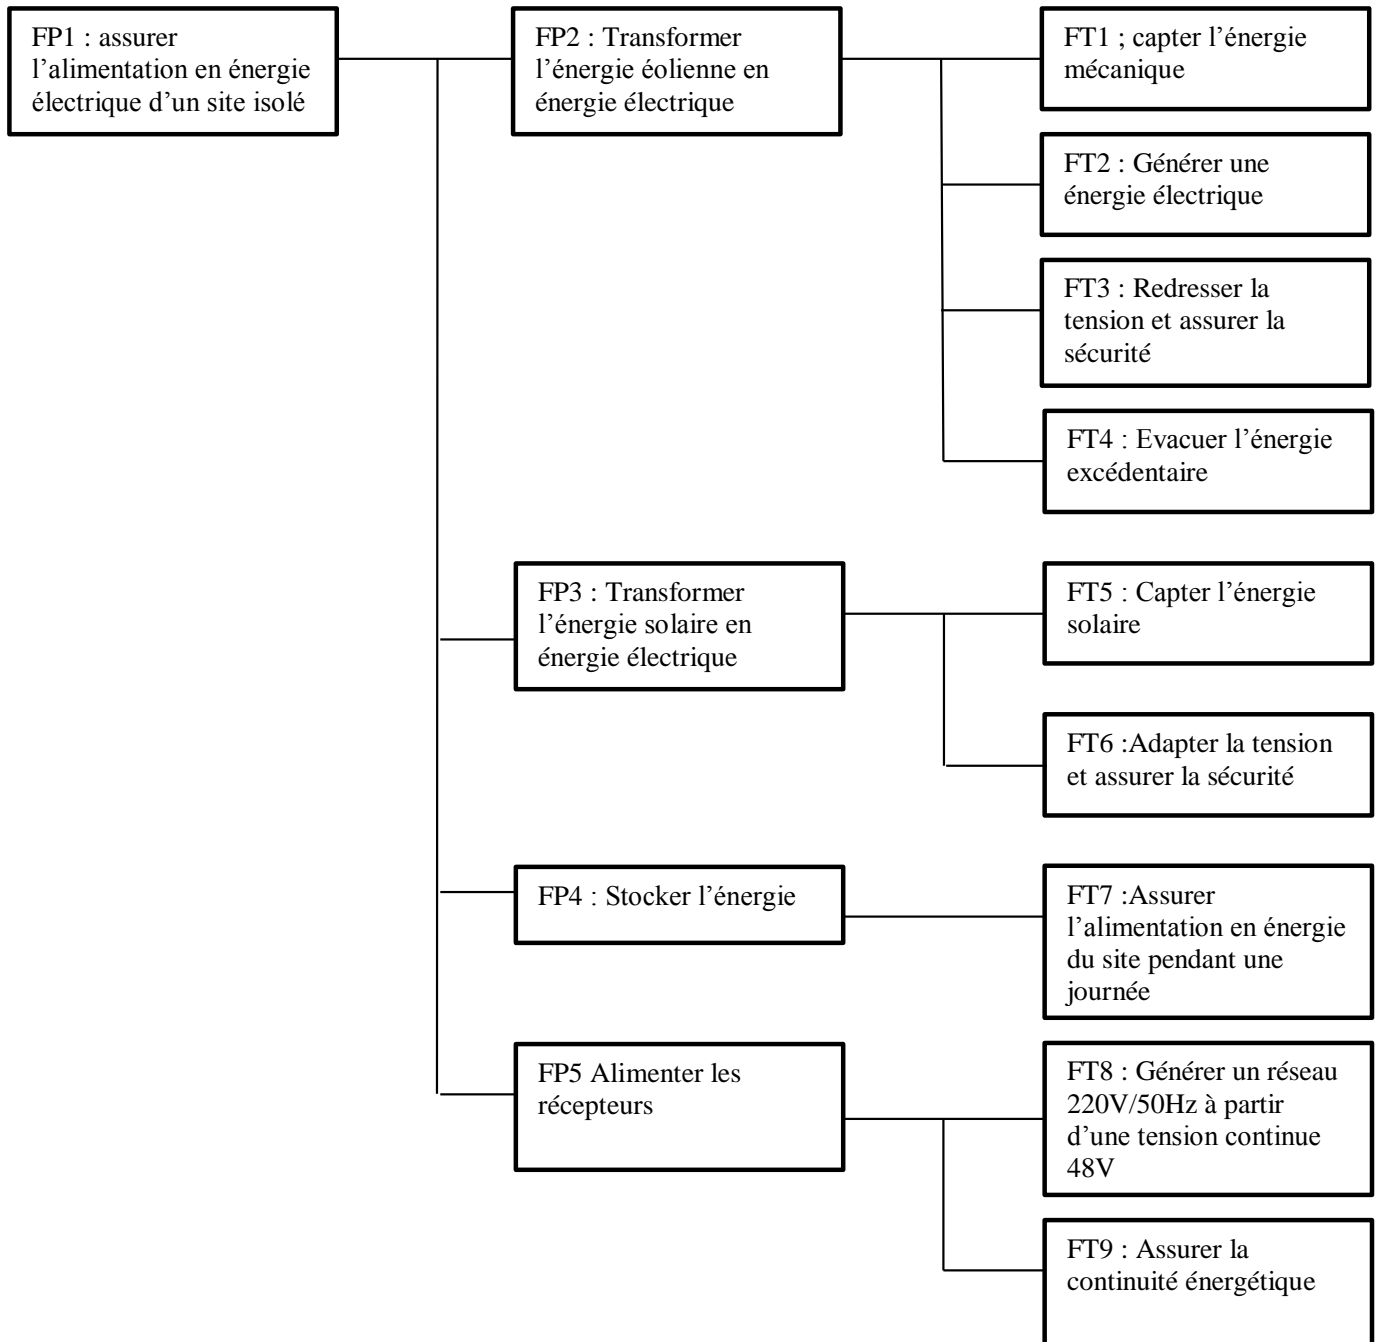 FP1 : assurer
l’alimentation en énergie
électrique d’un site isolé
FP2 : Transformer
l’énergie éolienne en
énergie électrique
FT1 ; capter l’énergie
mécanique
FT2 : Générer une
énergie électrique
FT3 : Redresser la
tension et assurer la
sécurité
FT4 : Evacuer l’énergie
excédentaire
FP3 : Transformer
l’énergie solaire en
énergie électrique
FT5 : Capter l’énergie
solaire
FT6 :Adapter la tension
et assurer la sécurité
FP4 : Stocker l’énergie
FT7 :Assurer
l’alimentation en énergie
du site pendant une
journée
FP5 Alimenter les
récepteurs
FT8 : Générer un réseau
220V/50Hz à partir
d’une tension continue
48V
FT9 : Assurer la
continuité énergétique